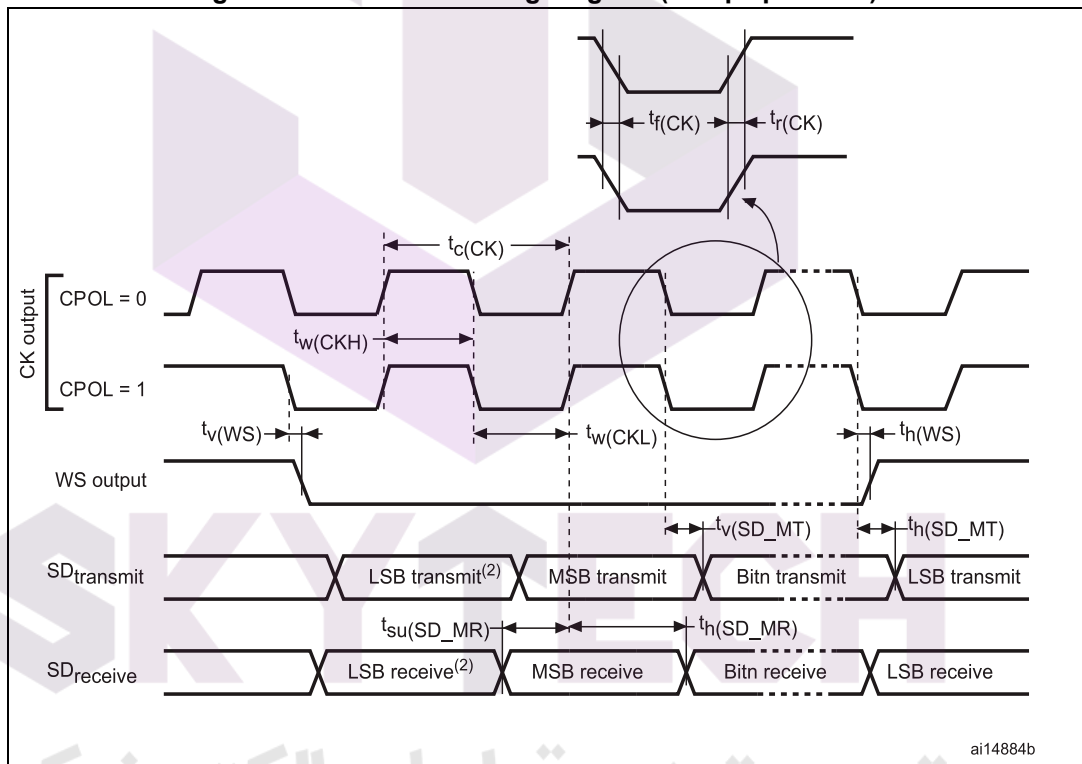 tf(CK)
tr(CK)
tc(CK)
CK output
CPOL = 0
tw(CKH)
CPOL = 1
tv(WS)
tw(CKL)
th(WS)
WS output
tv(SD_MT)
th(SD_MT)
SDtransmit
LSB transmit(2)
MSB transmit
Bitn transmit
LSB transmit
tsu(SD_MR)
th(SD_MR)
SDreceive
LSB receive(2)
MSB receive
Bitn receive
LSB receive
SKYTECH
ai14884b